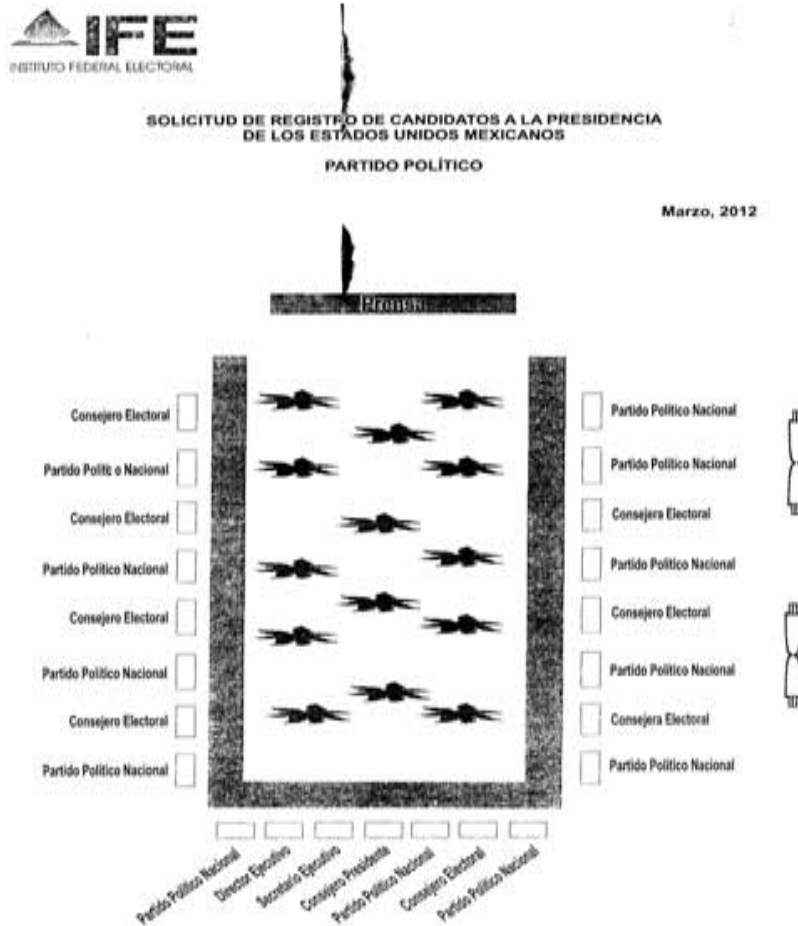 IFE
INSTITUTO FEDERAL ELECTORAL
SOLICITUD DE REGISTRO DE CANDIDATOS A LA PRESIDENCIA
DE LOS ESTADOS UNIDOS MEXICANOS
PARTIDO POLÍTICO
Marzo, 2012
Prensa
Consejero Electoral
Partido Político Nacional
Consejero Electoral
Partido Político Nacional
Consejero Electoral
Partido Político Nacional
Consejero Electoral
Partido Político Nacional
Partido Político Nacional
Partido Político Nacional
Consejera Electoral
Partido Político Nacional
Consejero Electoral
Partido Político Nacional
Consejera Electoral
Partido Político Nacional
Partido Político Nacional
Director Ejecutivo
Secretario Ejecutivo
Consejero Presidente
Partido Político Nacional
Consejero Electoral
Partido Político Nacional